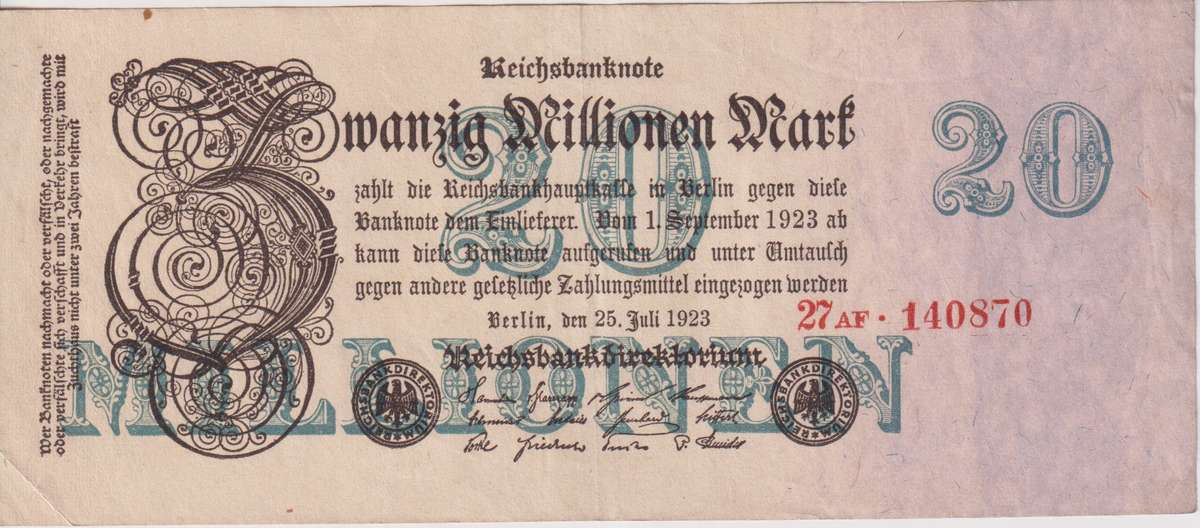 Reichsbanknote
Zwanzig Millionen Mark
20
20
zahlt die Reichsbankhauptkasse in Berlin gegen diese
Banknote dem Einlieferer. Vom 1. September 1923 ab
kann diese Banknote aufgerufen und unter Umtausch
gegen andere gesetzliche Zahlungsmittel eingezogen werden
Berlin, den 25. Juli 1923
27AF · 140870
Reichsbankdirektorium
MILLIONEN
REICHSBANKDIREKTORIUM
REICHSBANKDIREKTORIUM
Wer Banknoten nachmacht oder verfälscht, oder nachgemachte
oder verfälschte sich verschafft und in Verkehr bringt, wird mit
Zuchthaus nicht unter zwei Jahren bestraft